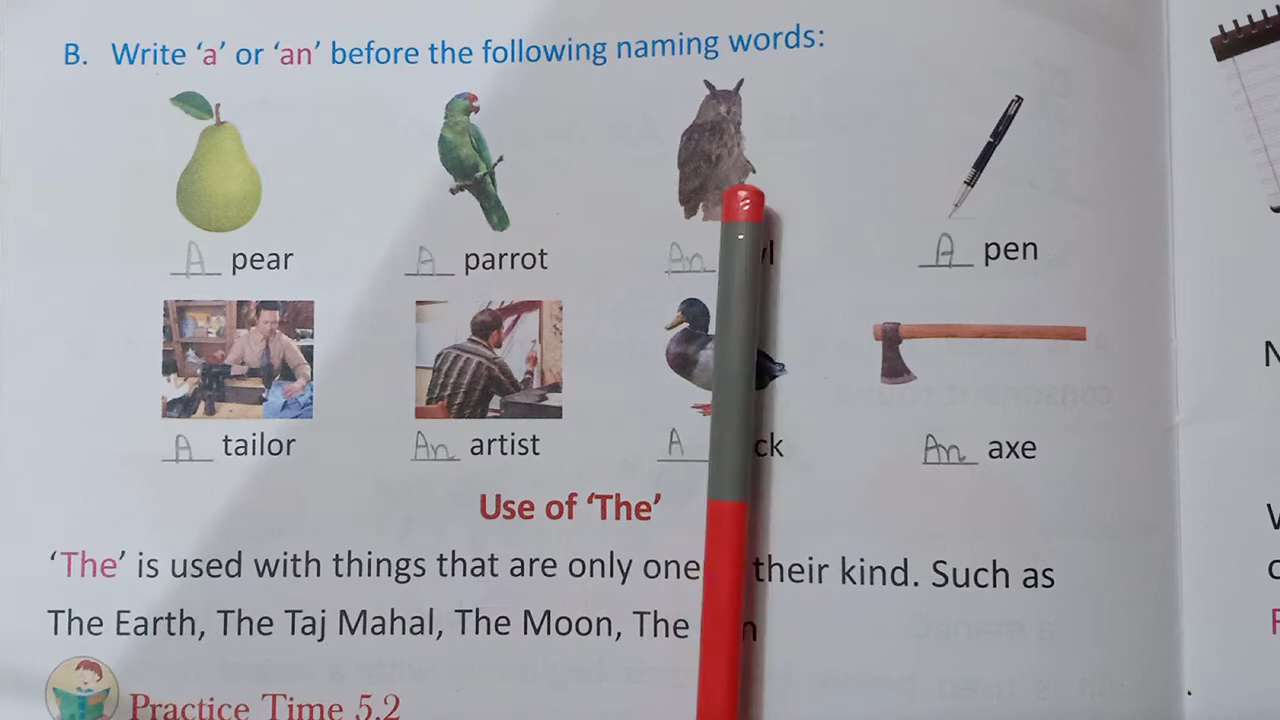 B. Write 'a' or 'an' before the following naming words:
A pear A parrot An A pen
A tailor An artist A ck An axe
Use of 'The'
'The' is used with things that are only one their kind. Such as
The Earth, The Taj Mahal, The Moon, The
Practice Time 5.2